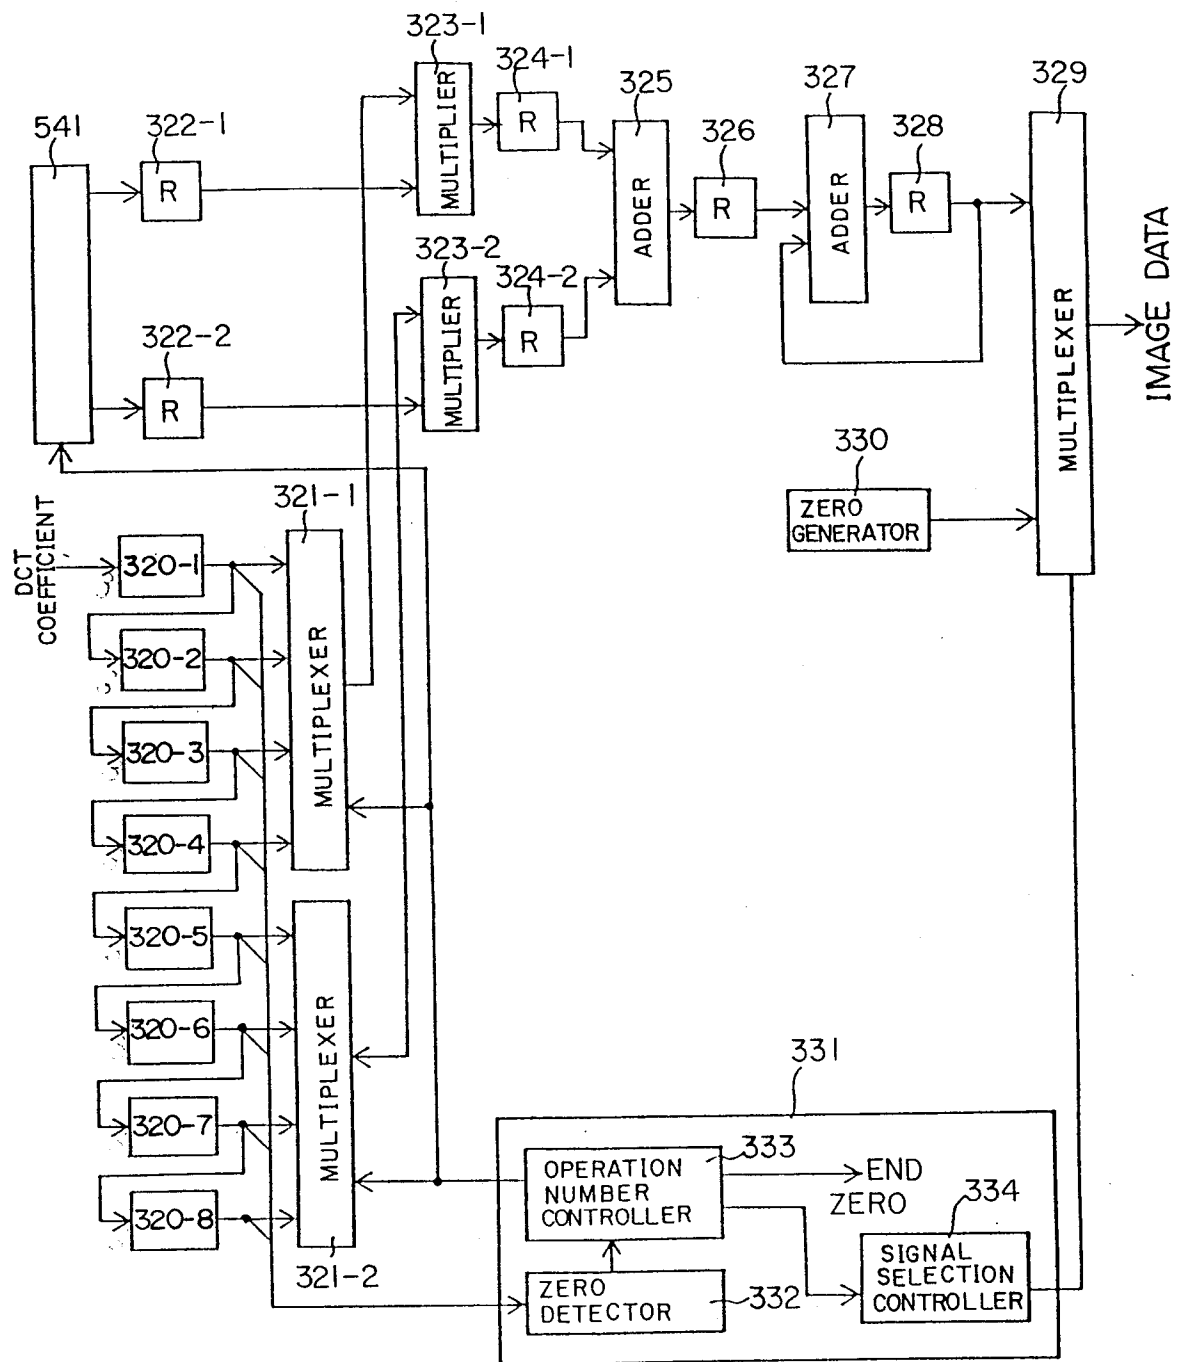 323-1
324-1
325
327
329
541
322-1
326
328
R
MULTIPLIER
R
ADDER
R
ADDER
R
MULTIPLEXER
IMAGE DATA
323-2
324-2
322-2
R
MULTIPLIER
R
330
ZERO
GENERATOR
321-1
DCT
COEFFICIENT
320-1
320-2
320-3
320-4
MULTIPLEXER
320-5
320-6
320-7
320-8
MULTIPLEXER
321-2
331
333
OPERATION
NUMBER
CONTROLLER
END
ZERO
334
SIGNAL
SELECTION
CONTROLLER
ZERO
DETECTOR
332